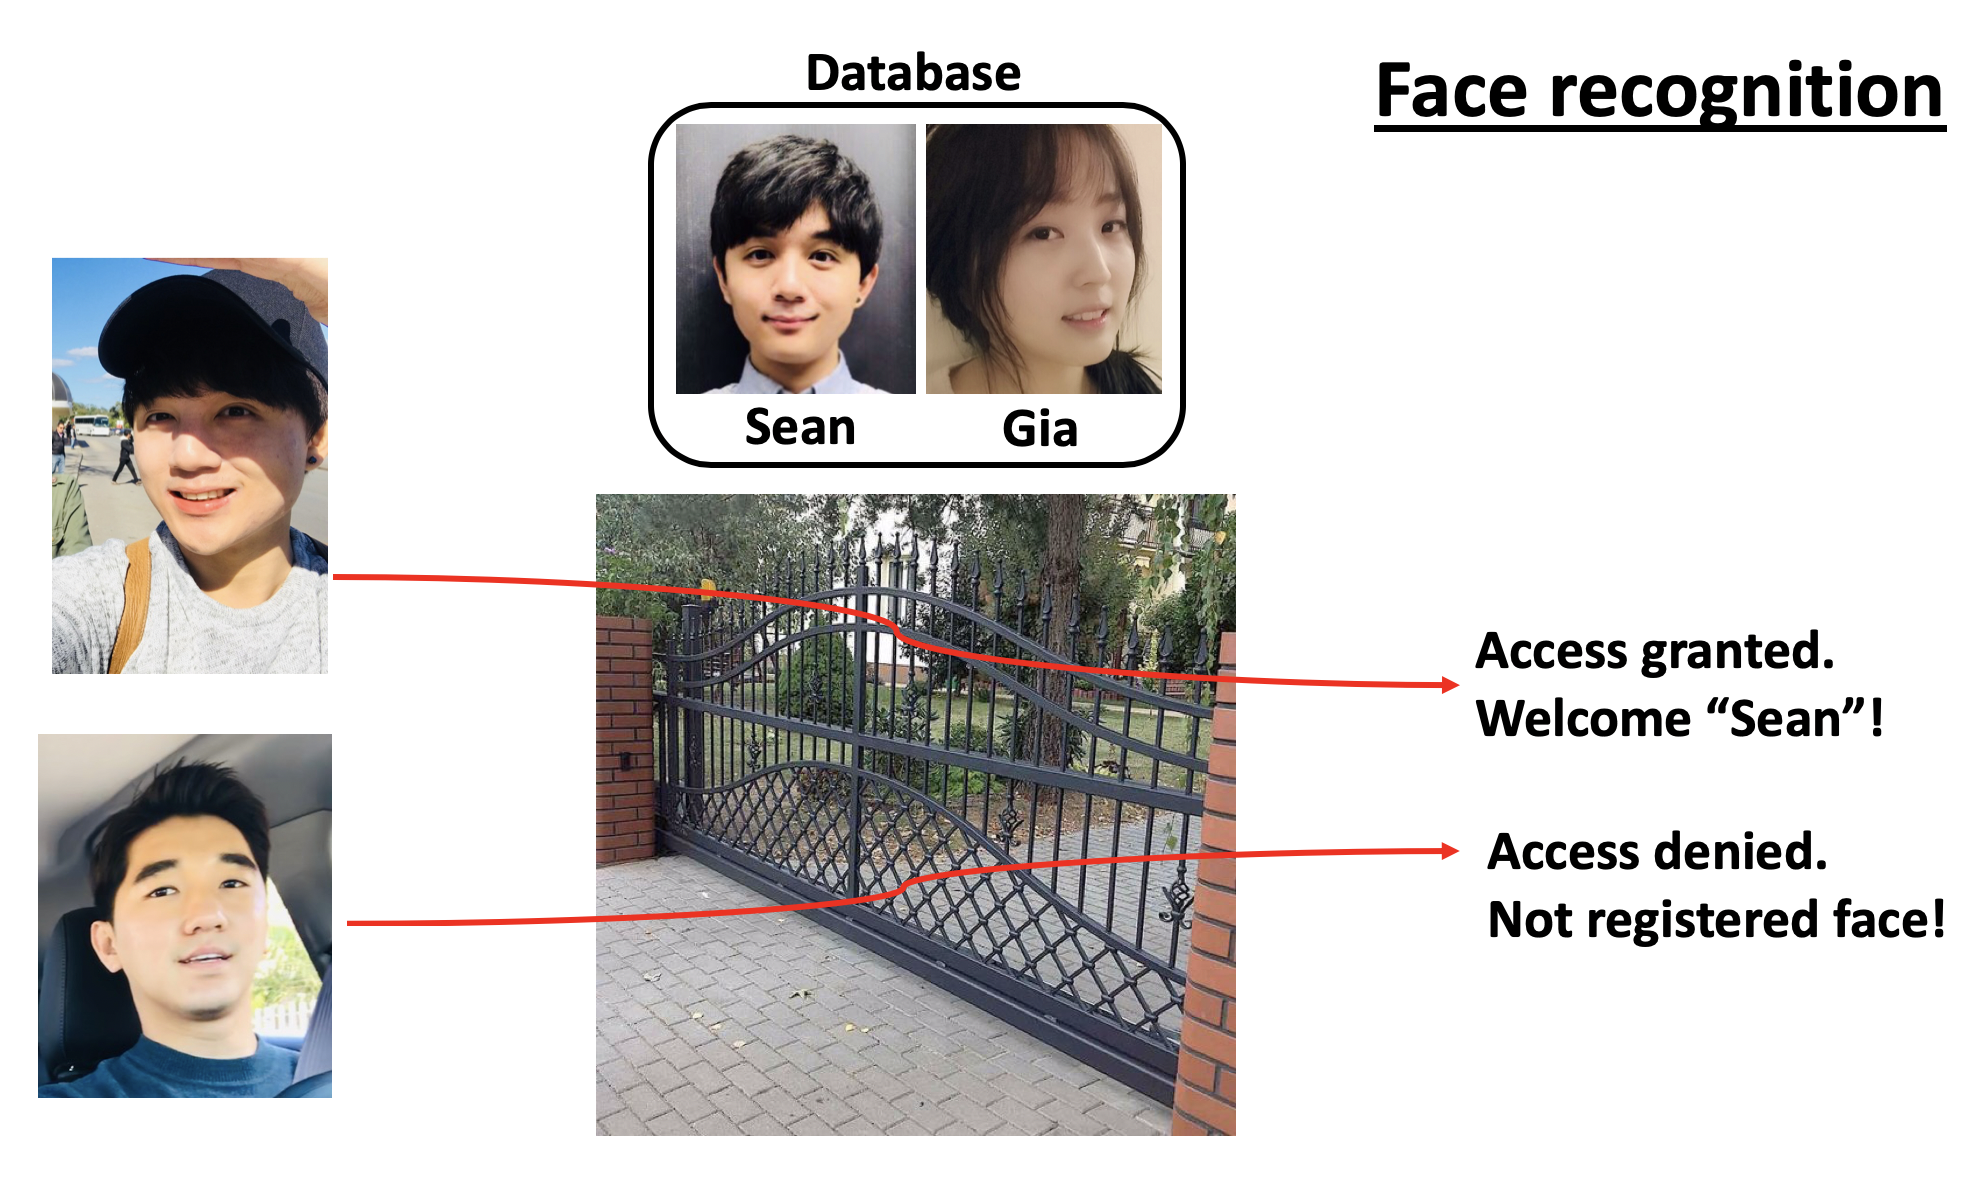 Face recognition
Database
Sean
Gia
Access granted.
Welcome “Sean”!
Access denied.
Not registered face!